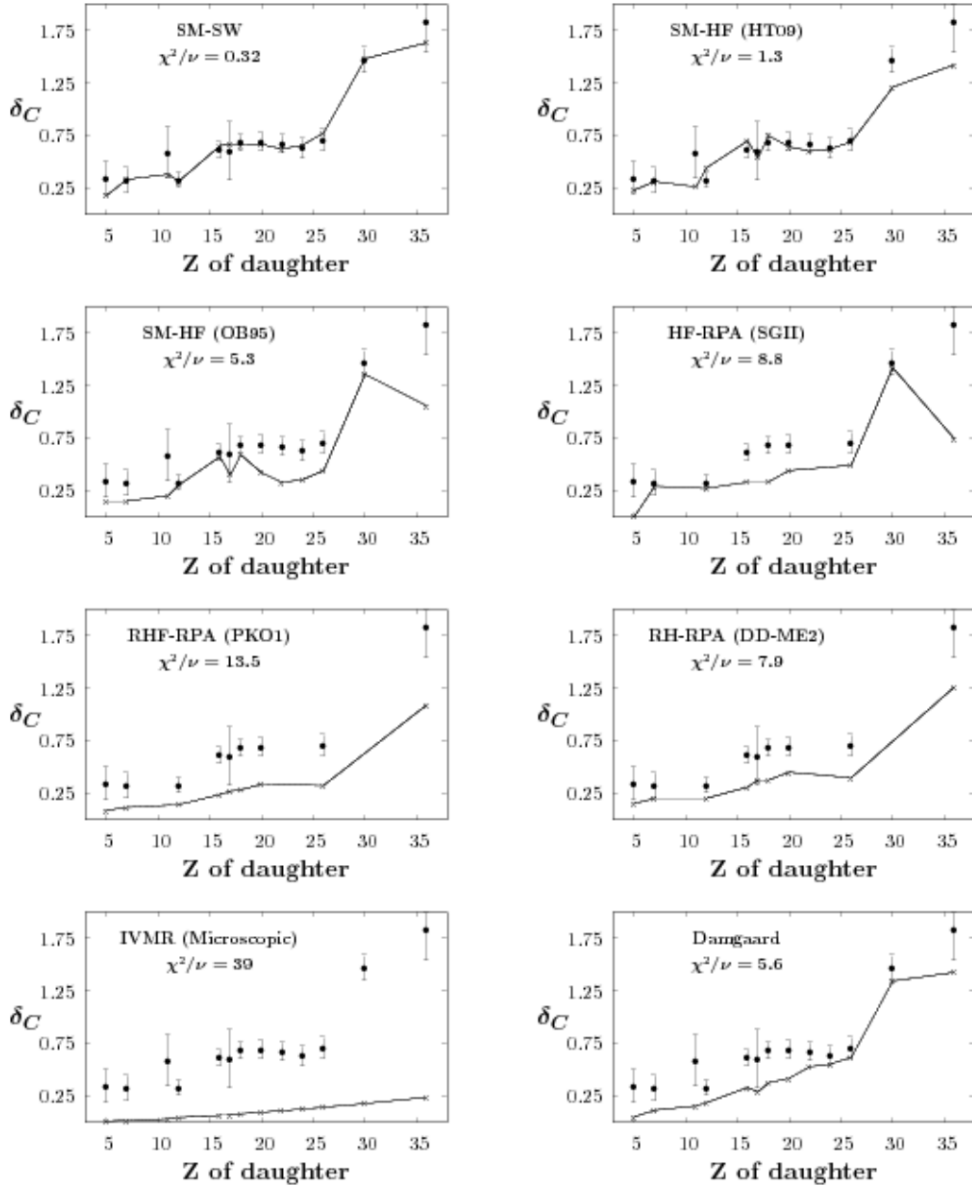 SM-SW
χ²/ν = 0.32
δC
1.75
1.25
0.75
0.25
5 10 15 20 25 30 35
Z of daughter
SM-HF (HT09)
χ²/ν = 1.3
δC
1.75
1.25
0.75
0.25
5 10 15 20 25 30 35
Z of daughter
SM-HF (OB95)
χ²/ν = 5.3
δC
1.75
1.25
0.75
0.25
5 10 15 20 25 30 35
Z of daughter
HF-RPA (SGII)
χ²/ν = 8.8
δC
1.75
1.25
0.75
0.25
5 10 15 20 25 30 35
Z of daughter
RHF-RPA (PKO1)
χ²/ν = 13.5
δC
1.75
1.25
0.75
0.25
5 10 15 20 25 30 35
Z of daughter
RH-RPA (DD-ME2)
χ²/ν = 7.9
δC
1.75
1.25
0.75
0.25
5 10 15 20 25 30 35
Z of daughter
IVMR (Microscopic)
χ²/ν = 39
δC
1.75
1.25
0.75
0.25
5 10 15 20 25 30 35
Z of daughter
Damgaard
χ²/ν = 5.6
δC
1.75
1.25
0.75
0.25
5 10 15 20 25 30 35
Z of daughter